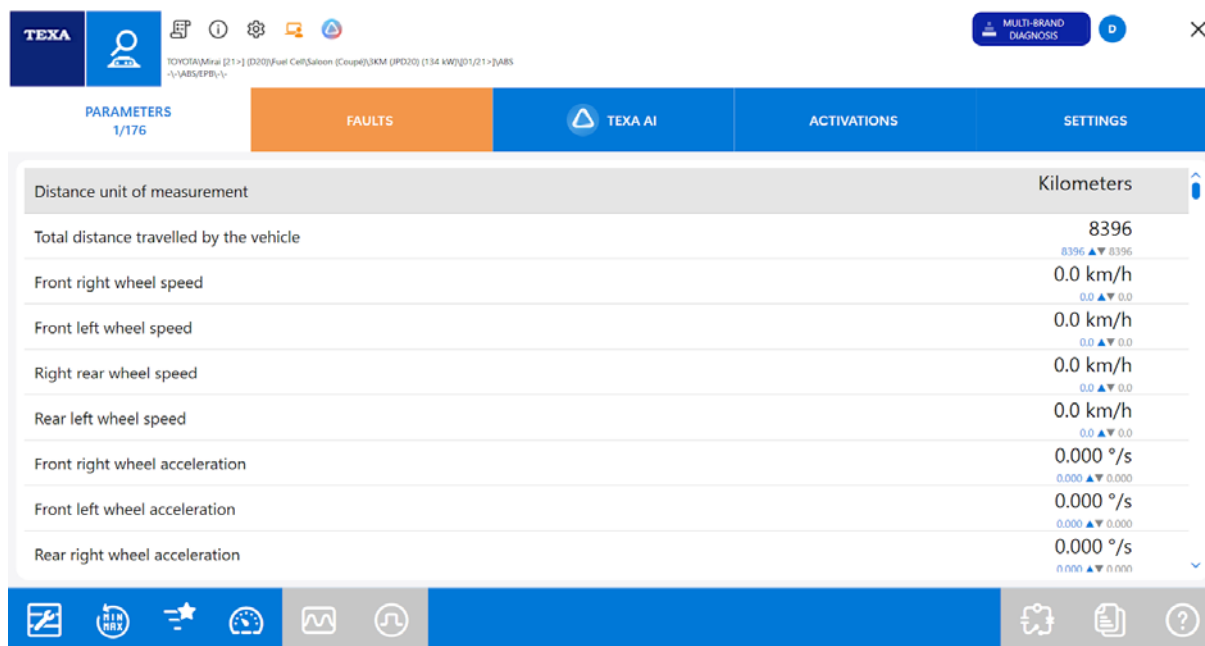 TEXA
MULTI-BRAND
DIAGNOSIS
D
TOYOTA\Mirai [21>] (D20)\Fuel Cell\Saloon (Coupé)\3KM (JPD20) (134 kW)\[01/21>]\ABS
-\-\ABS/EPB\-\-
PARAMETERS
1/176
FAULTS
TEXA AI
ACTIVATIONS
SETTINGS
Distance unit of measurement
Kilometers
Total distance travelled by the vehicle
8396
8396 ▲▼ 8396
Front right wheel speed
0.0 km/h
0.0 ▲▼ 0.0
Front left wheel speed
0.0 km/h
0.0 ▲▼ 0.0
Right rear wheel speed
0.0 km/h
0.0 ▲▼ 0.0
Rear left wheel speed
0.0 km/h
0.0 ▲▼ 0.0
Front right wheel acceleration
0.000 °/s
0.000 ▲▼ 0.000
Front left wheel acceleration
0.000 °/s
0.000 ▲▼ 0.000
Rear right wheel acceleration
0.000 °/s
0.000 ▲▼ 0.000
MIN
MAX